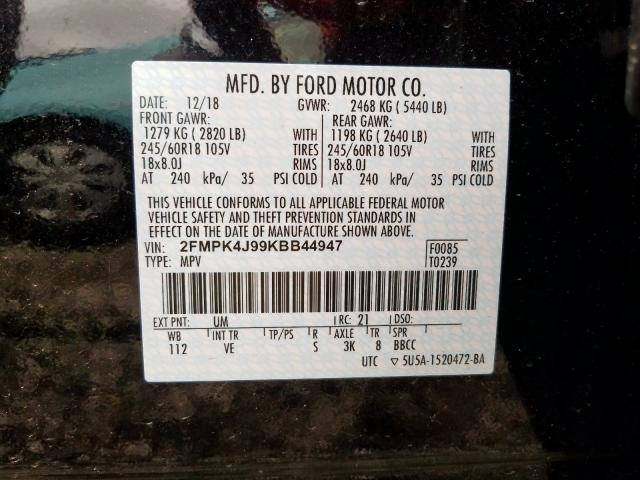 MFD. BY FORD MOTOR CO.
DATE: 12/18 GVWR: 2468 KG ( 5440 LB)
FRONT GAWR: REAR GAWR:
1279 KG ( 2820 LB) WITH 1198 KG ( 2640 LB) WITH
245/60R18 105V TIRES 245/60R18 105V TIRES
18x8.0J RIMS 18x8.0J RIMS
AT 240 kPa/ 35 PSI COLD AT 240 kPa/ 35 PSI COLD
THIS VEHICLE CONFORMS TO ALL APPLICABLE FEDERAL MOTOR
VEHICLE SAFETY AND THEFT PREVENTION STANDARDS IN
EFFECT ON THE DATE OF MANUFACTURE SHOWN ABOVE.
VIN: 2FMPK4J99KBB44947 F0085
TYPE: MPV T0239
EXT PNT: UM RC: 21 DSO:
WB INT TR TP/PS R AXLE TR SPR
112 VE S 3K 8 BBCC
UTC ▽ 5U5A-1520472-BA